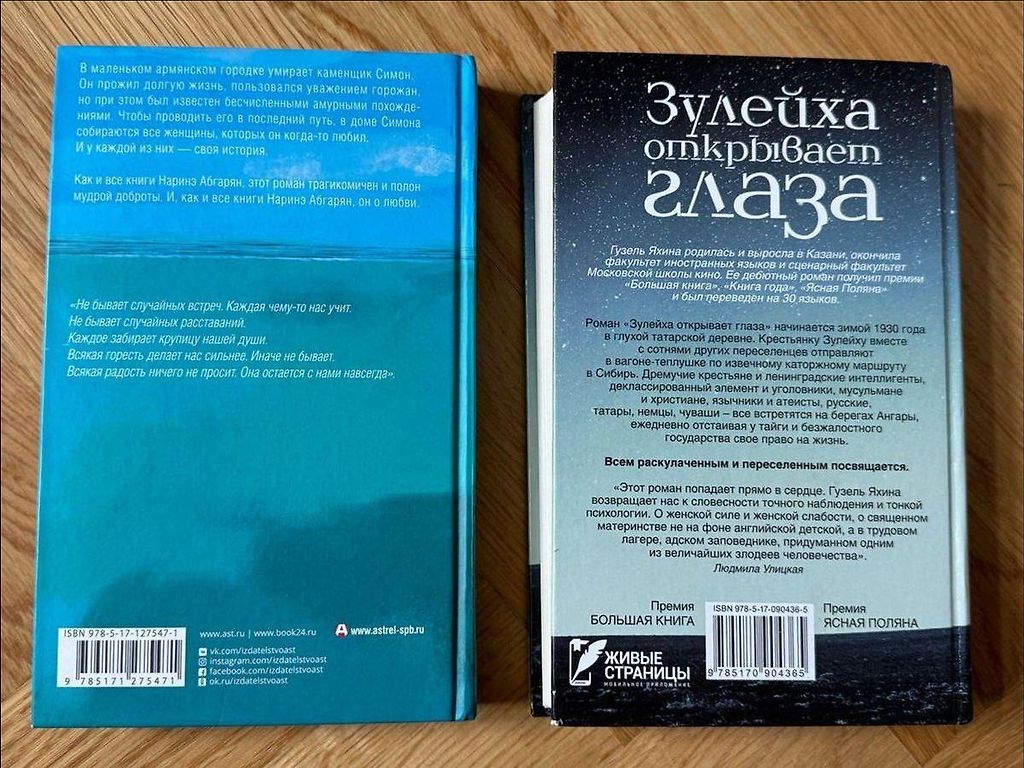 В маленьком армянском городке умирает каменщик Симон.
Он прожил долгую жизнь, пользовался уважением горожан,
но при этом был известен бесчисленными амурными похожде-
ниями. Чтобы проводить его в последний путь, в доме Симона
собираются все женщины, которых он когда-то любил.
И у каждой из них — своя история.
Как и все книги Наринэ Абгарян, этот роман трагикомичен и полон
мудрой доброты. И, как и все книги Наринэ Абгарян, он о любви.
«Не бывает случайных встреч. Каждая чему-то нас учит.
Не бывает случайных расставаний.
Каждое забирает крупицу нашей души.
Всякая горесть делает нас сильнее. Иначе не бывает.
Всякая радость ничего не просит. Она остается с нами навсегда».
ISBN 978-5-17-127547-1
9 785171 275471
www.ast.ru | www.book24.ru
www.astrel-spb.ru
vk.com/izdatelstvoast
instagram.com/izdatelstvoast
facebook.com/izdatelstvoast
ok.ru/izdatelstvoast
Зулейха
открывает
глаза
Гузель Яхина родилась и выросла в Казани, окончила
факультет иностранных языков и сценарный факультет
Московской школы кино. Ее дебютный роман получил премии
«Большая книга», «Книга года», «Ясная Поляна»
и был переведен на 30 языков.
Роман «Зулейха открывает глаза» начинается зимой 1930 года
в глухой татарской деревне. Крестьянку Зулейху вместе
с сотнями других переселенцев отправляют
в вагоне-теплушке по извечному каторжному маршруту
в Сибирь. Дремучие крестьяне и ленинградские интеллигенты,
деклассированный элемент и уголовники, мусульмане
и христиане, язычники и атеисты, русские,
татары, немцы, чуваши – все встретятся на берегах Ангары,
ежедневно отстаивая у тайги и безжалостного
государства свое право на жизнь.
Всем раскулаченным и переселенным посвящается.
«Этот роман попадает прямо в сердце. Гузель Яхина
возвращает нас к словесности точного наблюдения и тонкой
психологии. О женской силе и женской слабости, о священном
материнстве не на фоне английской детской, а в трудовом
лагере, адском заповеднике, придуманном одним
из величайших злодеев человечества».
Людмила Улицкая
Премия
БОЛЬШАЯ КНИГА
ISBN 978-5-17-090436-5
9 785170 904365
Премия
ЯСНАЯ ПОЛЯНА
ЖИВЫЕ
СТРАНИЦЫ
МОБИЛЬНОЕ ПРИЛОЖЕНИЕ